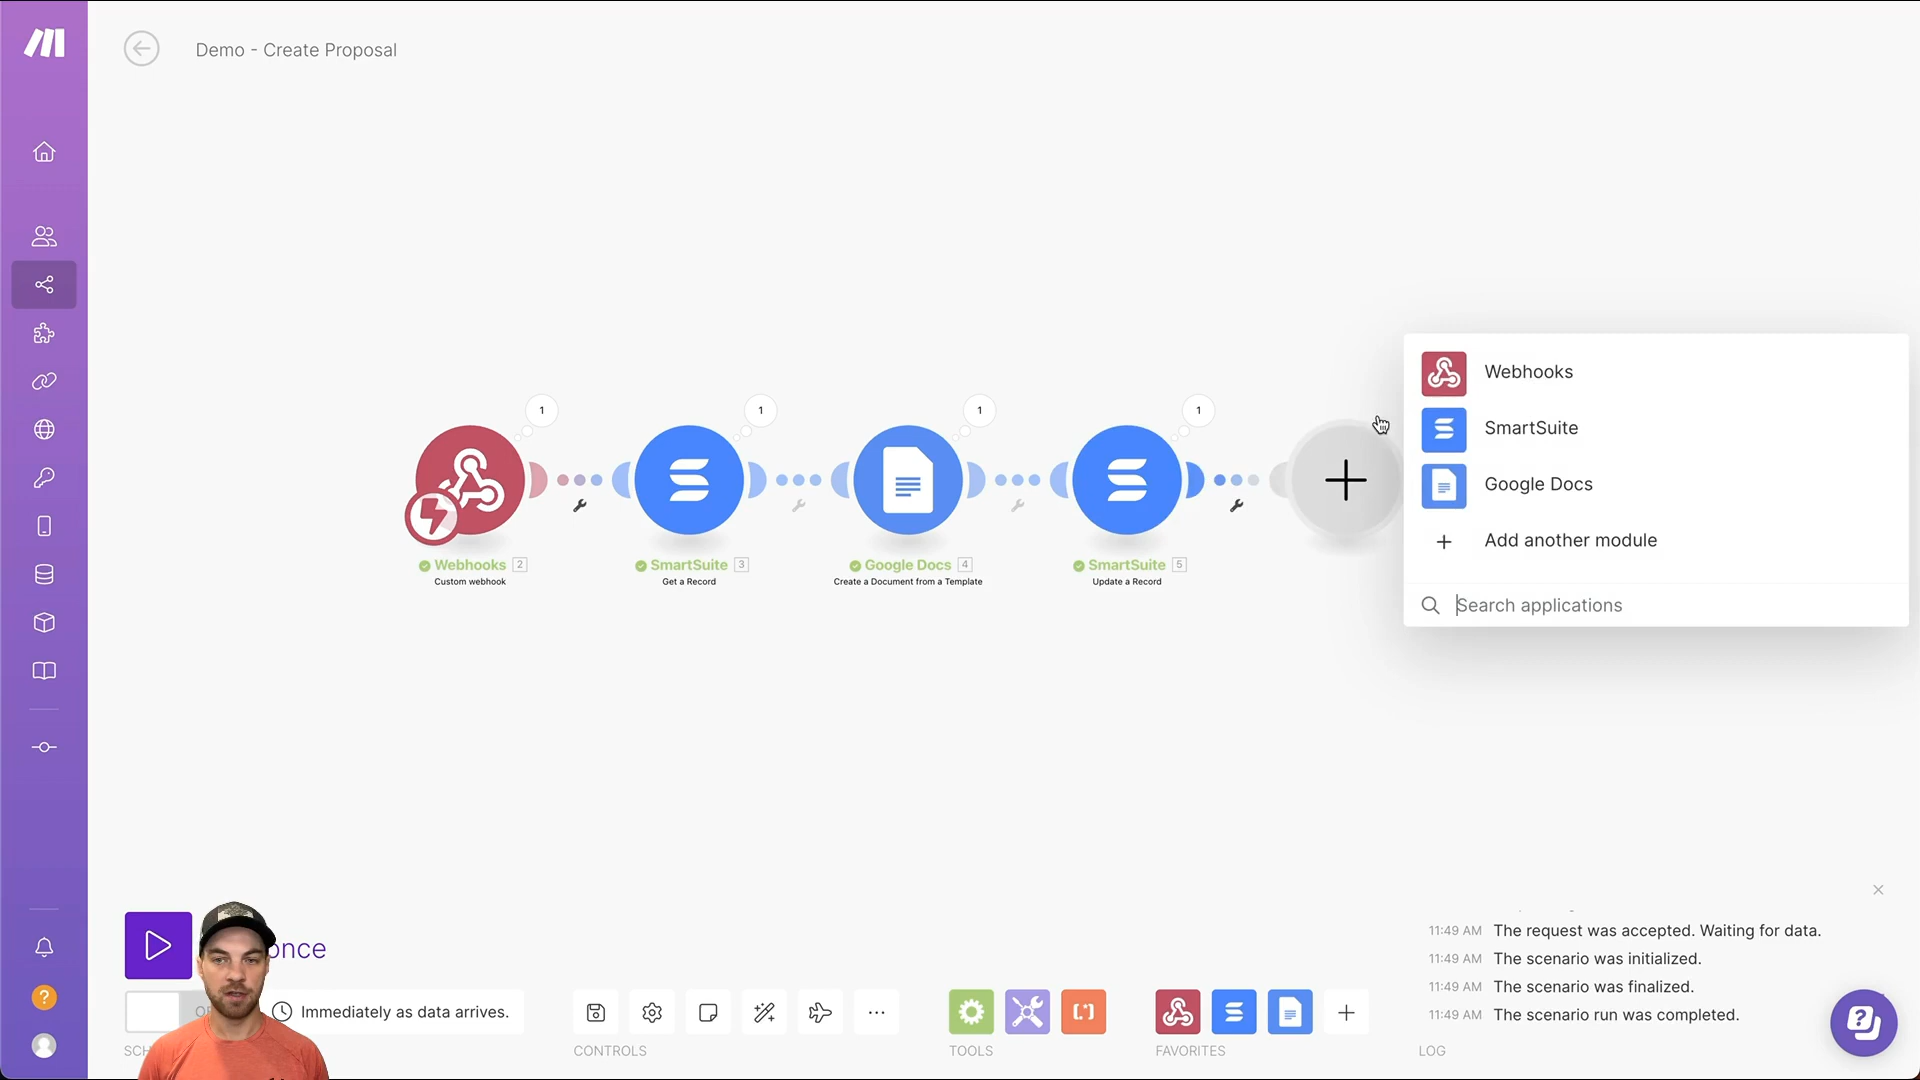 Demo - Create Proposal
1
1
1
1
Webhooks 2
Custom webhook
SmartSuite 3
Get a Record
Google Docs 4
Create a Document from a Template
SmartSuite 5
Update a Record
Webhooks
SmartSuite
Google Docs
Add another module
Search applications
once
Immediately as data arrives.
CONTROLS
TOOLS
FAVORITES
11:49 AM The request was accepted. Waiting for data.
11:49 AM The scenario was initialized.
11:49 AM The scenario was finalized.
11:49 AM The scenario run was completed.
LOG